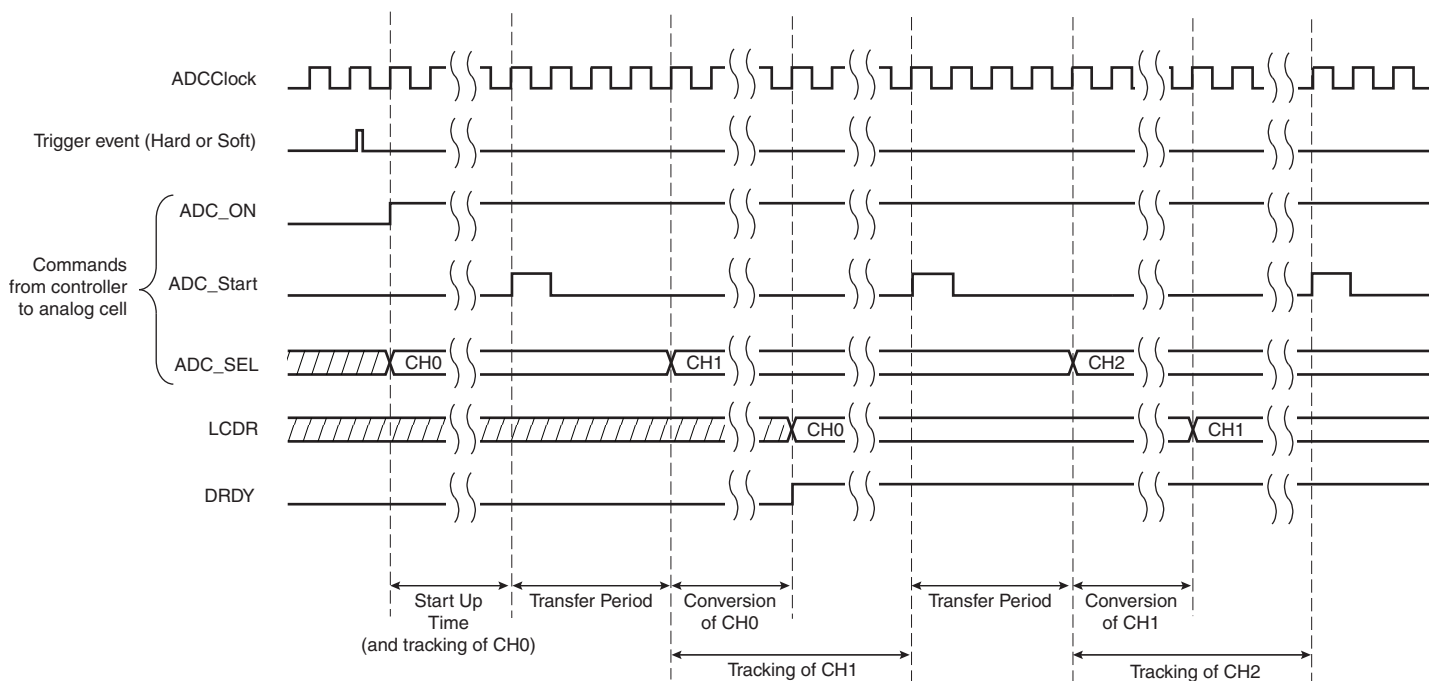 ADCClock
Trigger event (Hard or Soft)
ADC_ON
Commands
from controller
to analog cell
ADC_Start
ADC_SEL
CH0
CH1
CH2
LCDR
CH0
CH1
DRDY
Start Up
Time
(and tracking of CH0)
Transfer Period
Conversion
of CH0
Transfer Period
Conversion
of CH1
Tracking of CH1
Tracking of CH2